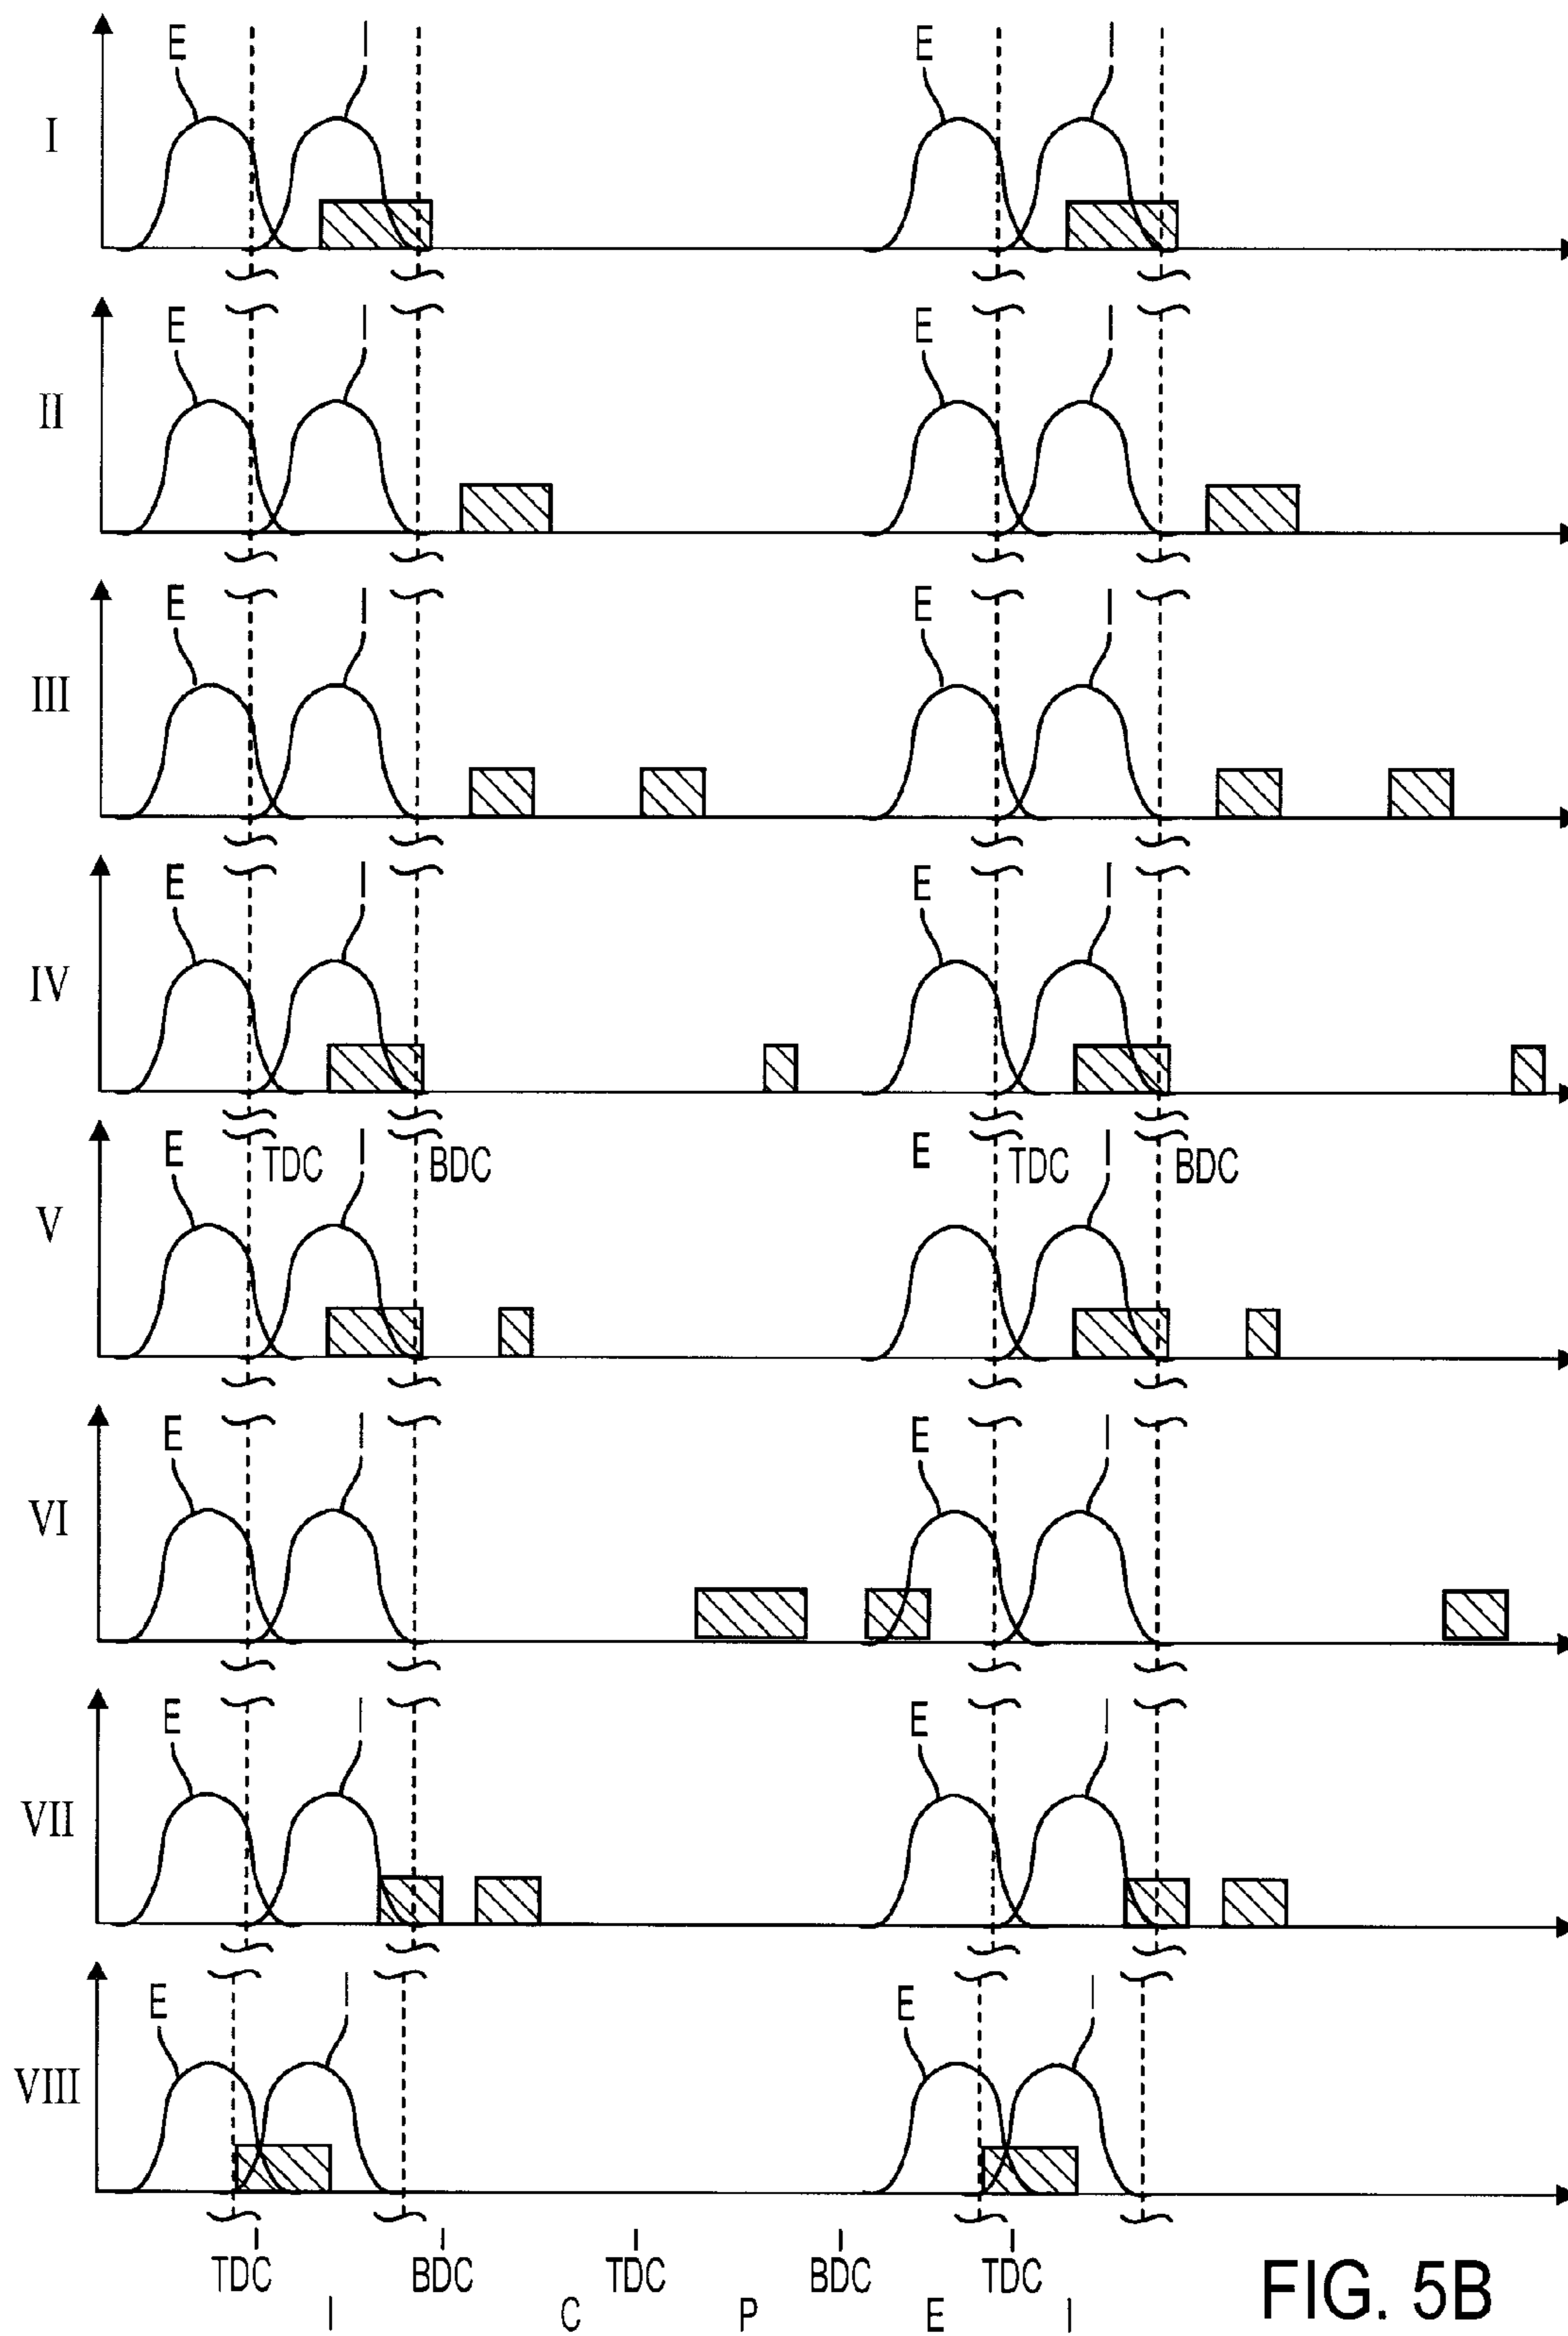 E I E I
I
E I E I
II
E I E I
III
E I E I
IV
E TDC I BDC E TDC I BDC
V
E I E I
VI
E I E I
VII
E I E I
VIII
TDC BDC TDC BDC TDC
I C P E I
FIG. 5B